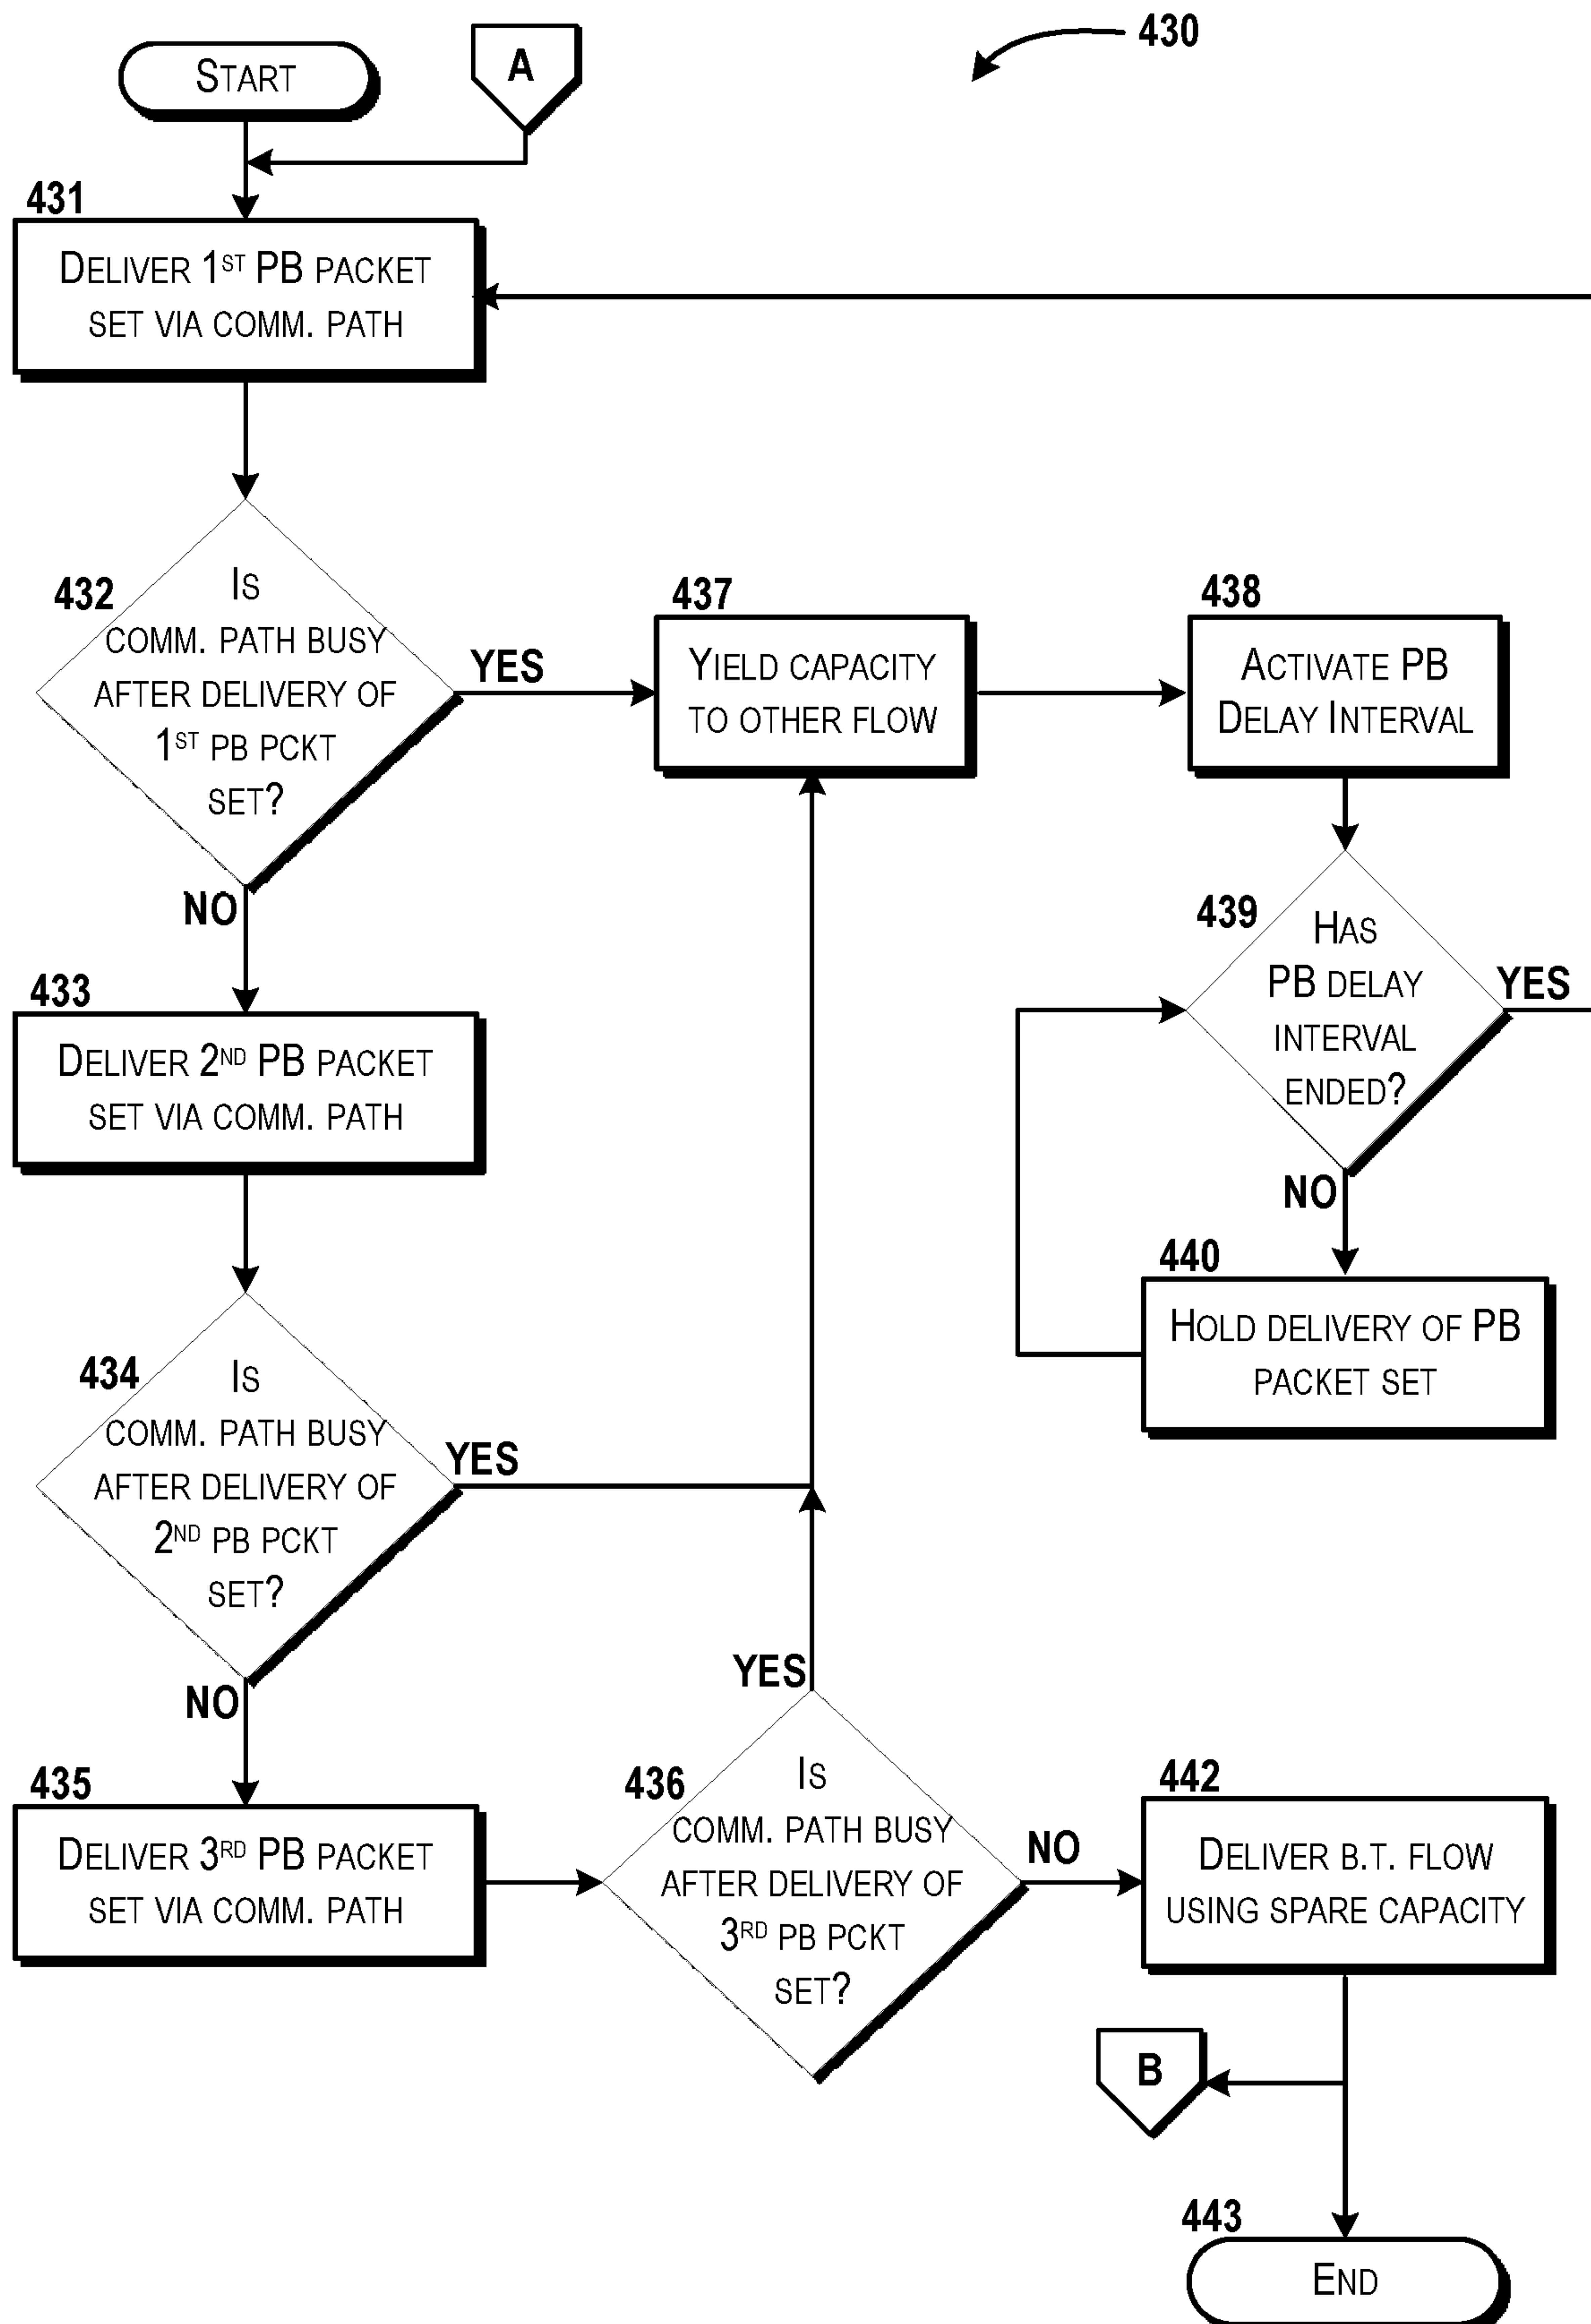 430
START
A
431
DELIVER 1ST PB PACKET
SET VIA COMM. PATH
432
IS
COMM. PATH BUSY
AFTER DELIVERY OF
1ST PB PCKT
SET?
YES
NO
437
YIELD CAPACITY
TO OTHER FLOW
438
ACTIVATE PB
DELAY INTERVAL
439
HAS
PB DELAY
INTERVAL
ENDED?
YES
NO
440
HOLD DELIVERY OF PB
PACKET SET
433
DELIVER 2ND PB PACKET
SET VIA COMM. PATH
434
IS
COMM. PATH BUSY
AFTER DELIVERY OF
2ND PB PCKT
SET?
YES
NO
435
DELIVER 3RD PB PACKET
SET VIA COMM. PATH
436
IS
COMM. PATH BUSY
AFTER DELIVERY OF
3RD PB PCKT
SET?
YES
NO
442
DELIVER B.T. FLOW
USING SPARE CAPACITY
B
443
END